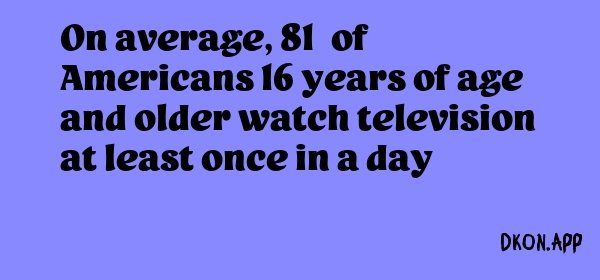 On average, 81 of
Americans 16 years of age
and older watch television
at least once in a day
DKON.APP